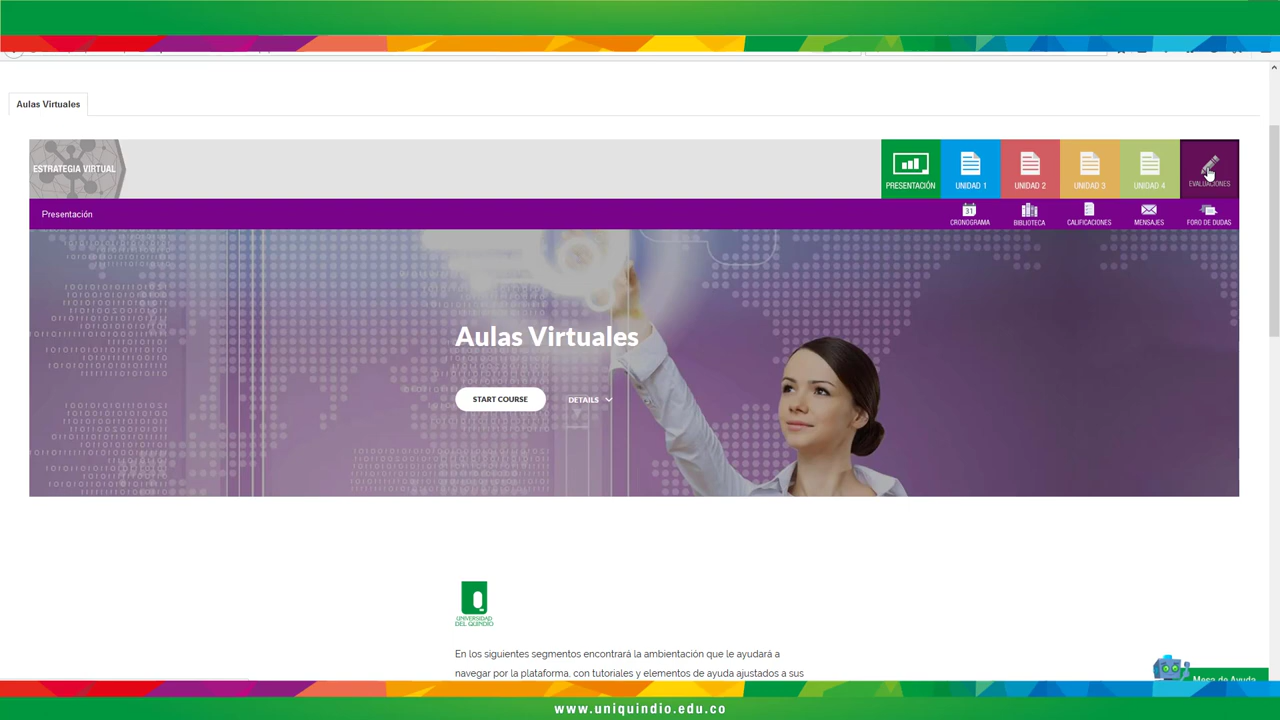 Aulas Virtuales
ESTRATEGIA VIRTUAL
PRESENTACIÓN
UNIDAD 1
UNIDAD 2
UNIDAD 3
UNIDAD 4
EVALUACIONES
Presentación
31
CRONOGRAMA
BIBLIOTECA
CALIFICACIONES
MENSAJES
FORO DE DUDAS
Aulas Virtuales
START COURSE
DETAILS
UNIVERSIDAD
DEL QUINDÍO
En los siguientes segmentos encontrará la ambientación que le ayudará a
navegar por la plataforma, con tutoriales y elementos de ayuda ajustados a sus
Mesa de Ayuda
www.uniquindio.edu.co